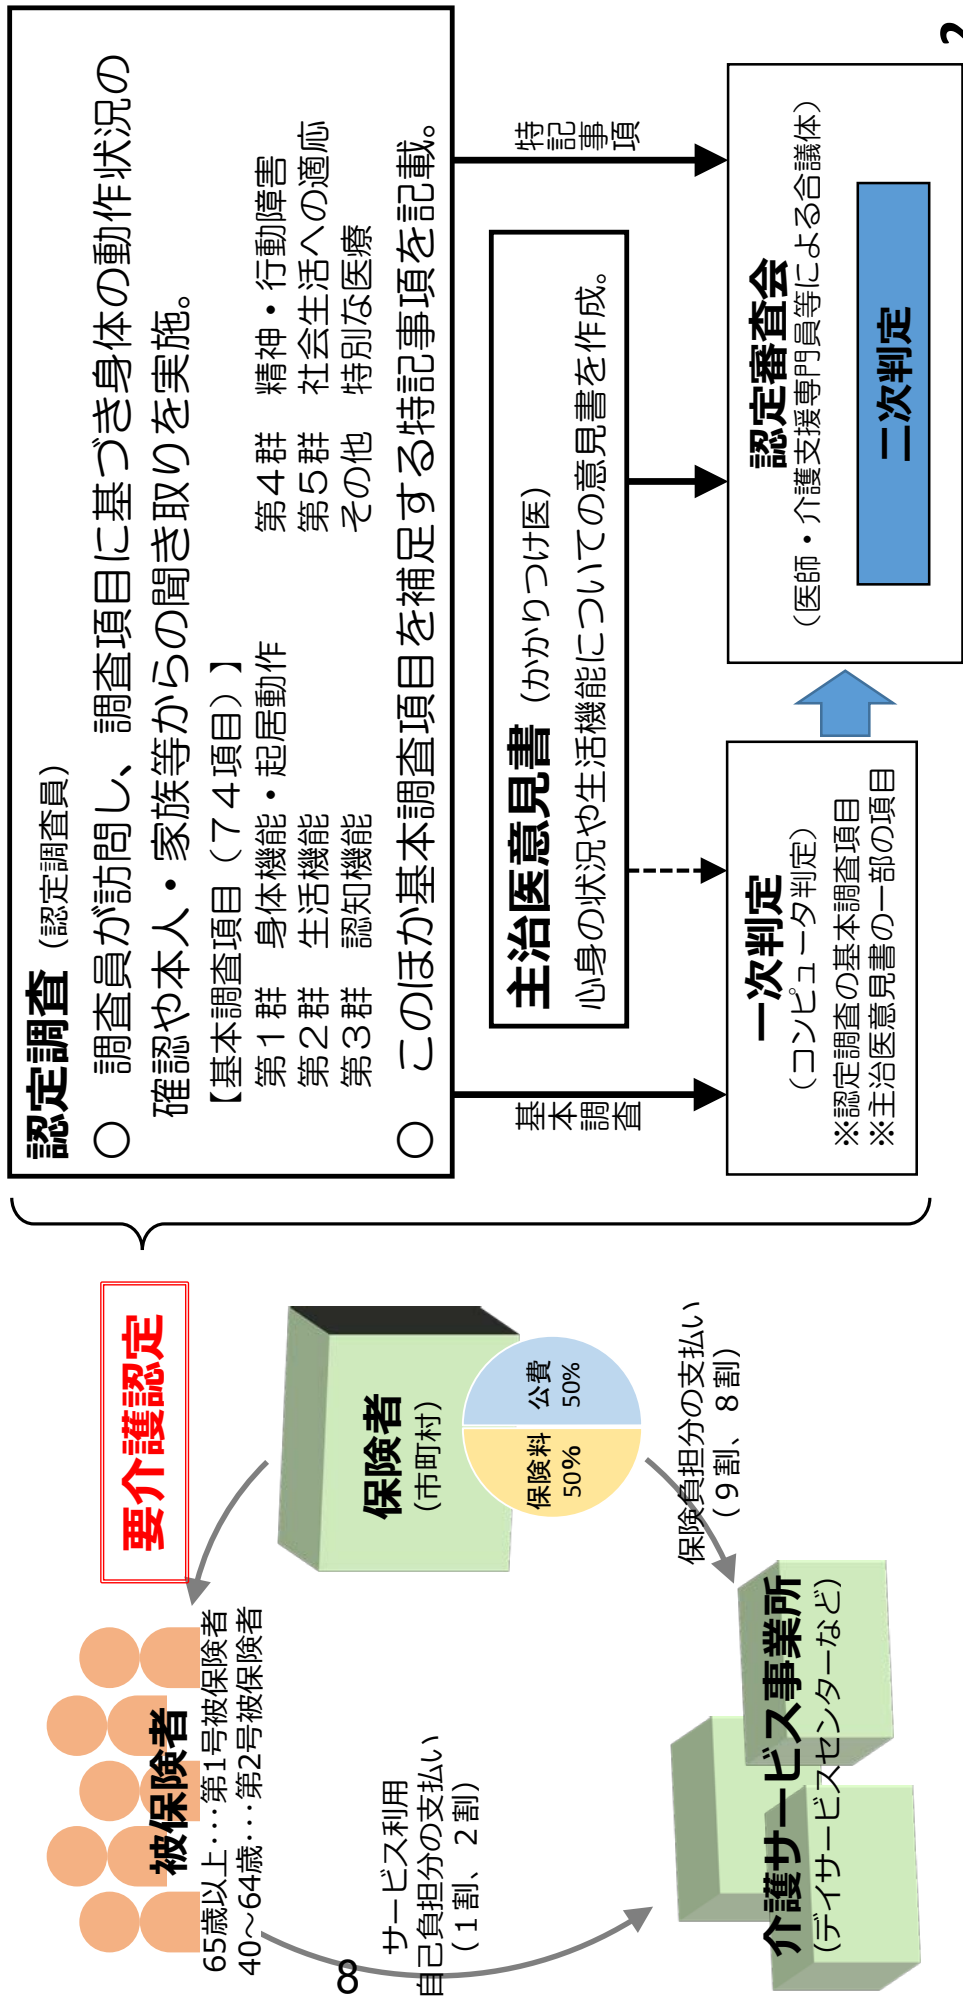 要介護認定
被保険者
65歳以上・・・第1号被保険者
40～64歳・・・第2号被保険者
保険者
(市町村)
保険料
50%
公費
50%
サービス利用
自己負担分の支払い
（１割、２割）
保険負担分の支払い
（９割、８割）
介護サービス事業所
(デイサービスセンターなど)
8
認定調査（認定調査員）
○　調査員が訪問し、調査項目に基づき身体の動作状況の
確認や本人・家族等からの聞き取りを実施。
【基本調査項目（７４項目）】
第１群　身体機能・起居動作　第４群　精神・行動障害
第２群　生活機能　第５群　社会生活への適応
第３群　認知機能　その他　特別な医療
○　このほか基本調査項目を補足する特記事項を記載。
基本調査
特記事項
主治医意見書（かかりつけ医）
心身の状況や生活機能についての意見書を作成。
一次判定
（コンピュータ判定）
※認定調査の基本調査項目
※主治医意見書の一部の項目
認定審査会
（医師・介護支援専門員等による合議体）
二次判定
2